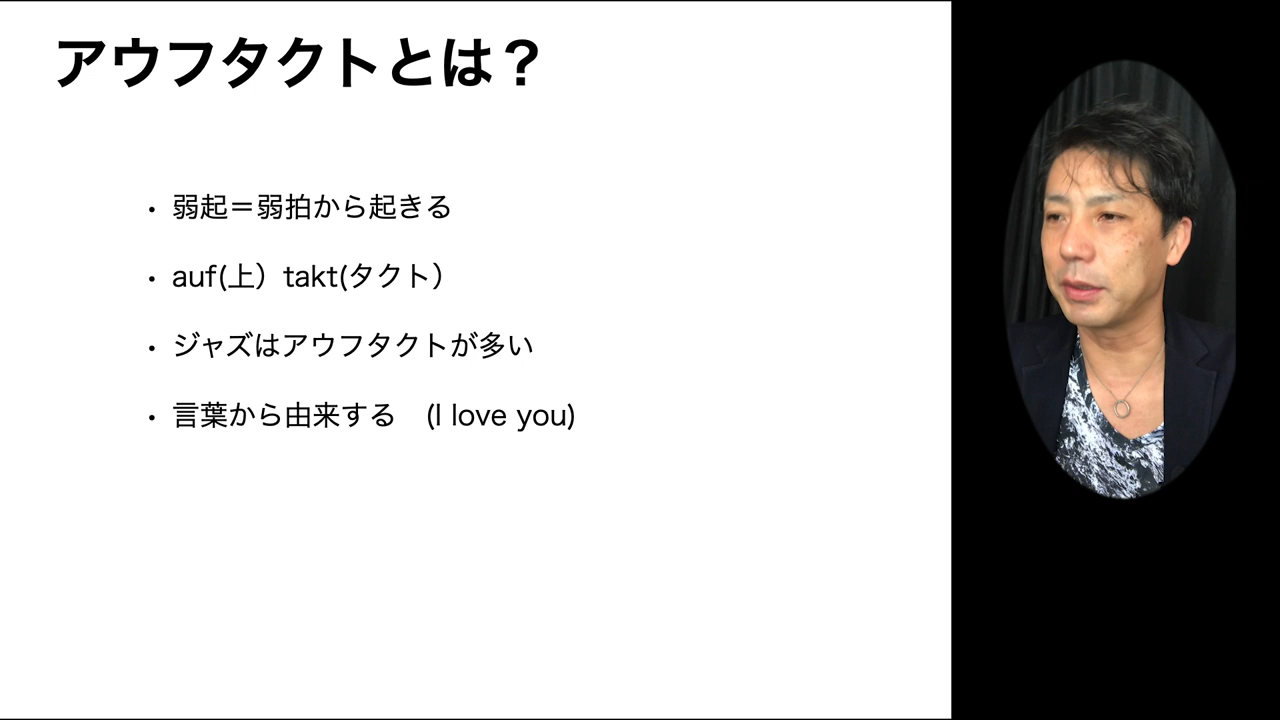 アウフタクトとは？
・弱起＝弱拍から起きる
・auf(上）takt(タクト）
・ジャズはアウフタクトが多い
・言葉から由来する　(I love you)